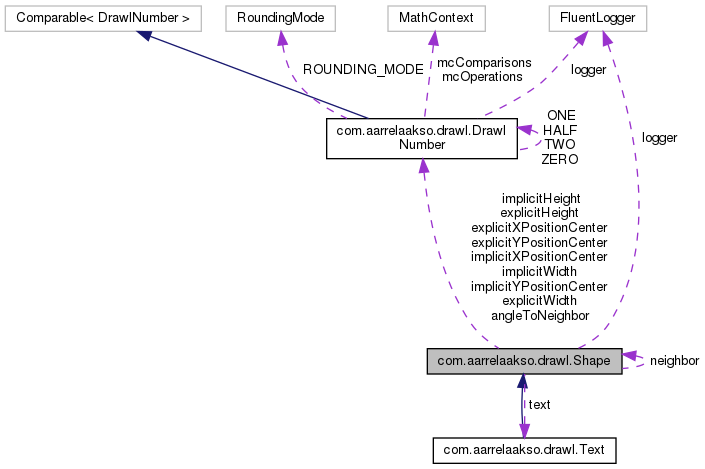 Comparable< DrawlNumber >
RoundingMode
MathContext
FluentLogger
ROUNDING_MODE
mcComparisons
mcOperations
logger
com.aarrelaakso.drawl.Drawl
Number
ONE
HALF
TWO
ZERO
logger
implicitHeight
explicitHeight
explicitXPositionCenter
explicitYPositionCenter
implicitXPositionCenter
implicitWidth
implicitYPositionCenter
explicitWidth
angleToNeighbor
com.aarrelaakso.drawl.Shape
neighbor
text
com.aarrelaakso.drawl.Text